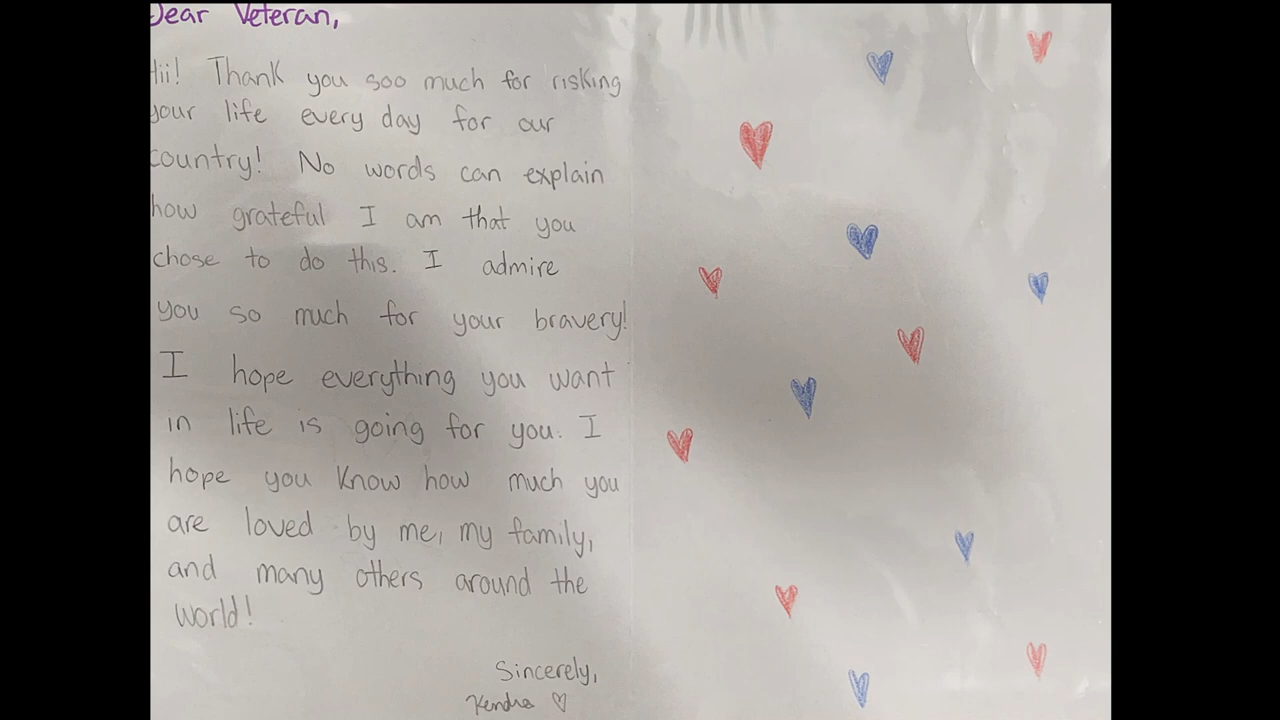 Dear Veteran,
Hii! Thank you soo much for risking
your life every day for our
country! No words can explain
how grateful I am that you
chose to do this. I admire
you so much for your bravery!
I hope everything you want
in life is going for you. I
hope you know how much you
are loved by me, my family,
and many others around the
world!
Sincerely,
Kendra ♡